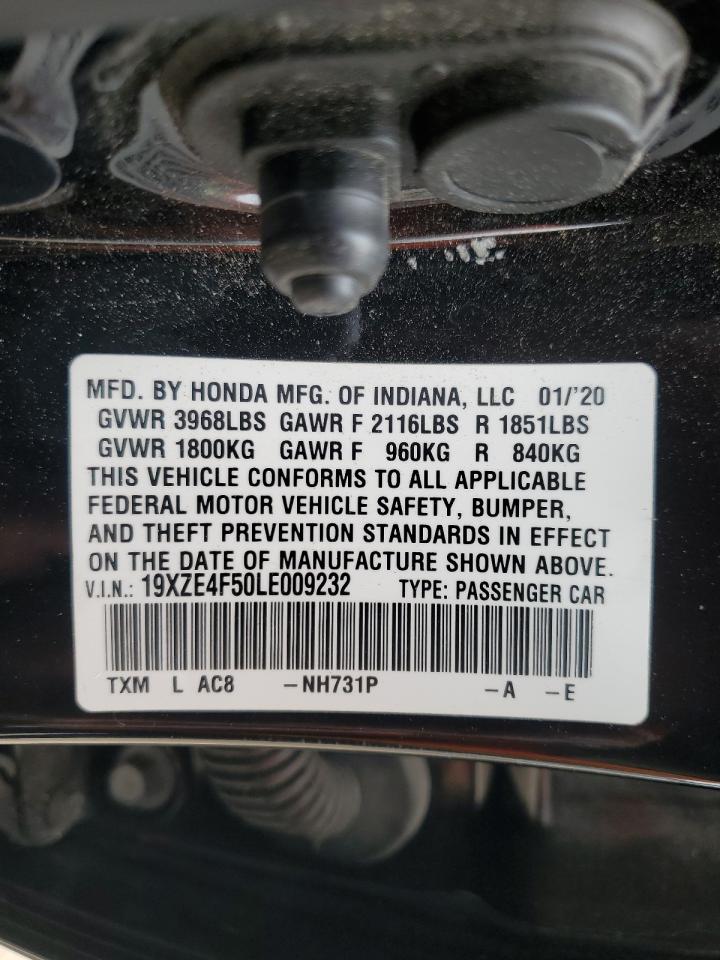 MFD. BY HONDA MFG. OF INDIANA, LLC 01/'20
GVWR 3968LBS GAWR F 2116LBS R 1851LBS
GVWR 1800KG GAWR F 960KG R 840KG
THIS VEHICLE CONFORMS TO ALL APPLICABLE
FEDERAL MOTOR VEHICLE SAFETY, BUMPER,
AND THEFT PREVENTION STANDARDS IN EFFECT
ON THE DATE OF MANUFACTURE SHOWN ABOVE.
V.I.N.: 19XZE4F50LE009232 TYPE: PASSENGER CAR
TXM L AC8 -NH731P -A -E